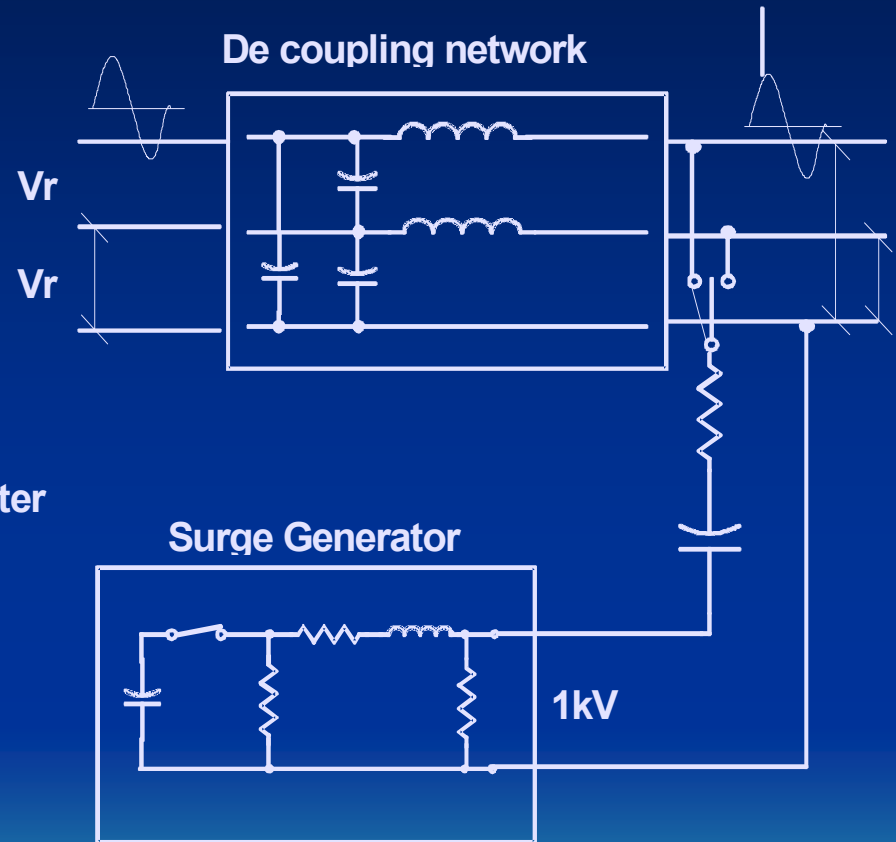 De coupling network
Vr
Vr
ter
Surge Generator
1kV